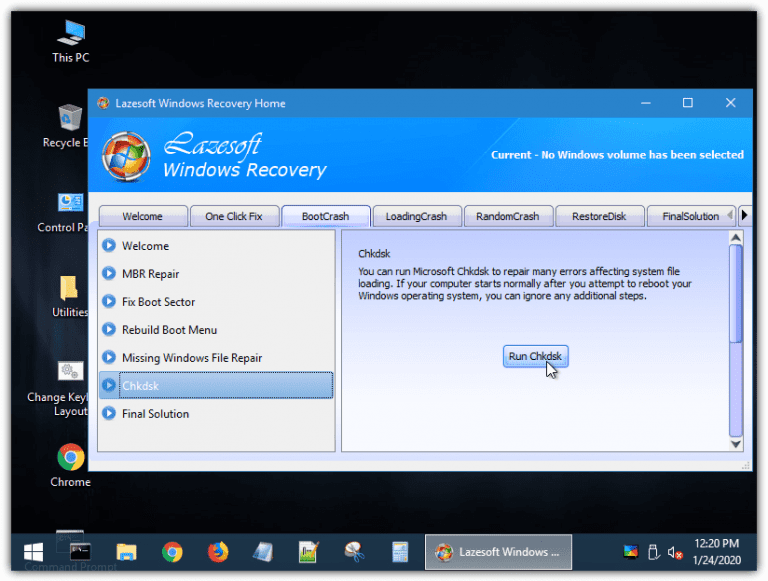 This PC
Recycle B
Control Pa
Utilities
Change Keyl
Layout
Chrome
Command Prompt
Lazesoft Windows Recovery Home
Lazesoft
Windows Recovery
Current - No Windows volume has been selected
Welcome
One Click Fix
BootCrash
LoadingCrash
RandomCrash
RestoreDisk
FinalSolution
Welcome
MBR Repair
Fix Boot Sector
Rebuild Boot Menu
Missing Windows File Repair
Chkdsk
Final Solution
Chkdsk
You can run Microsoft Chkdsk to repair many errors affecting system file
loading. If your computer starts normally after you attempt to reboot your
Windows operating system, you can ignore any additional steps.
Run Chkdsk
Lazesoft Windows ...
12:20 PM
1/24/2020